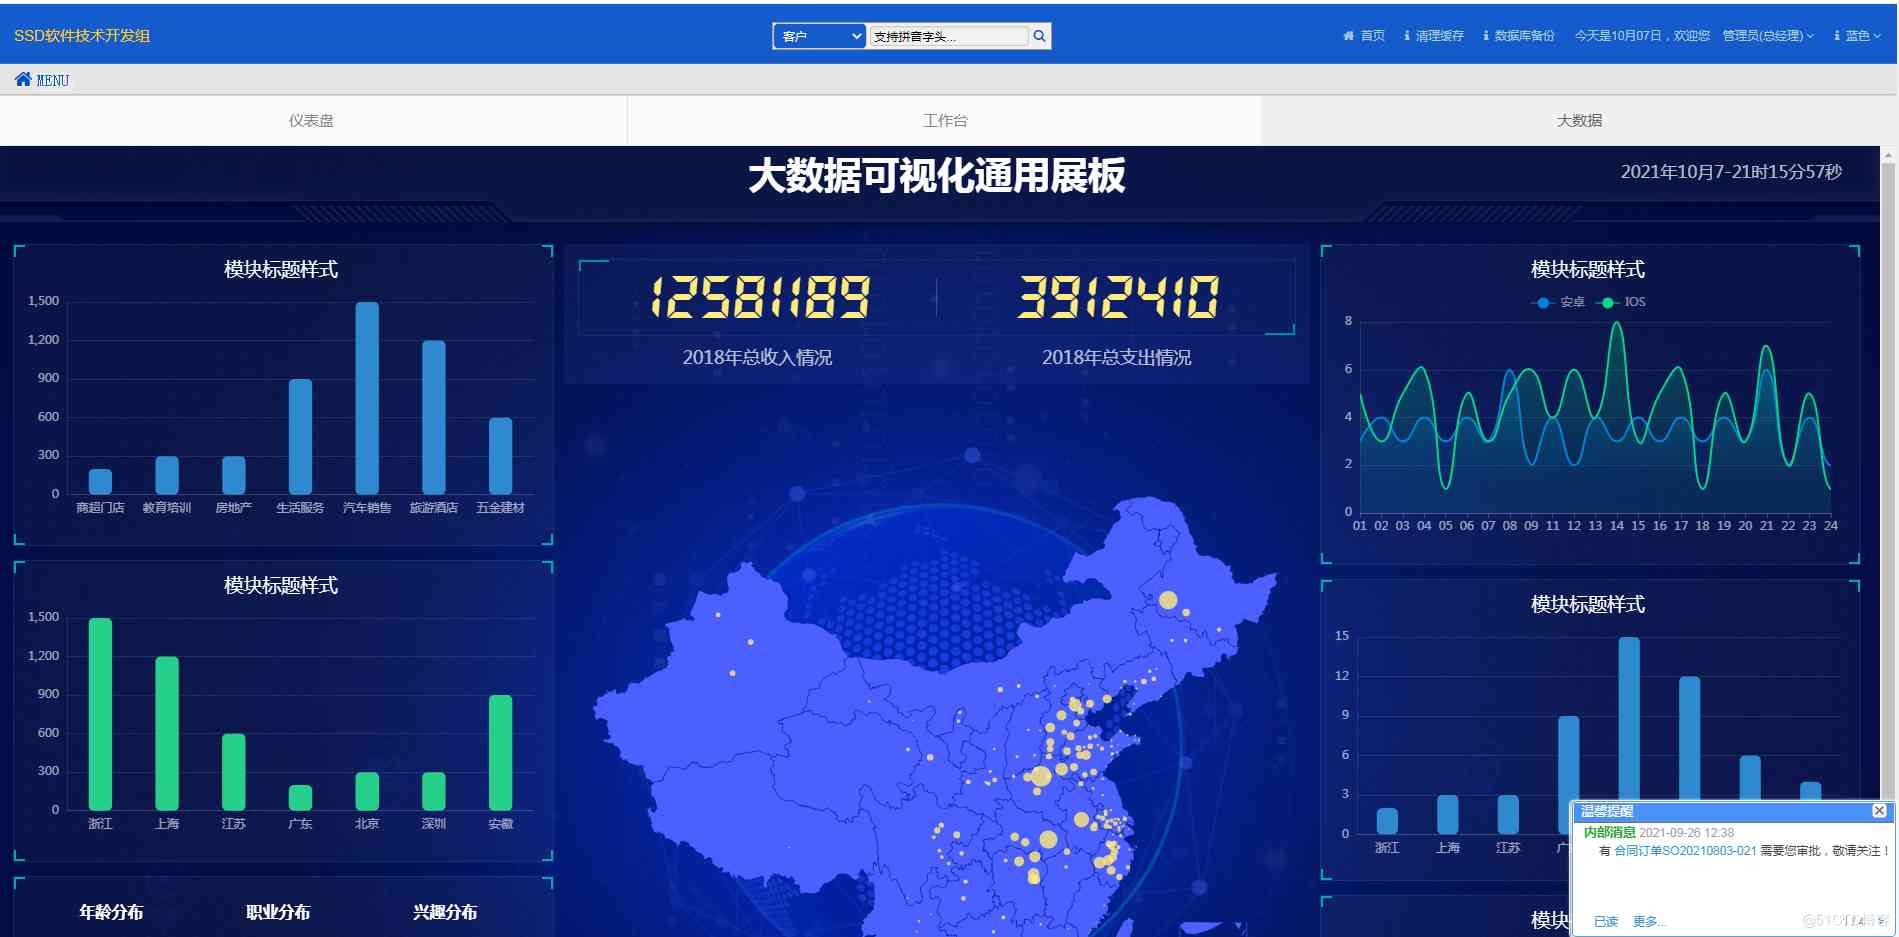 SSD软件技术开发组
客户
支持拼音字头...
首页
清理缓存
数据库备份
今天是10月07日，欢迎您
管理员(总经理)
蓝色
MENU
仪表盘
工作台
大数据
大数据可视化通用展板
2021年10月7-21时15分57秒
模块标题样式
1,500
1,200
900
600
300
0
商超门店 教育培训 房地产 生活服务 汽车销售 旅游酒店 五金建材
模块标题样式
1,500
1,200
900
600
300
0
浙江 上海 江苏 广东 北京 深圳 安徽
年龄分布 职业分布 兴趣分布
12581189
3912410
2018年总收入情况
2018年总支出情况
模块标题样式
安卓 IOS
8
6
4
2
0
01 02 03 04 05 06 07 08 09 11 12 13 14 15 16 17 18 19 20 21 22 23 24
模块标题样式
15
12
9
6
3
0
浙江 上海 江苏
模块
温馨提醒
内部消息 2021-09-26 12:38
有 合同订单SO20210803-021 需要您审批，敬请关注！
已读 更多...